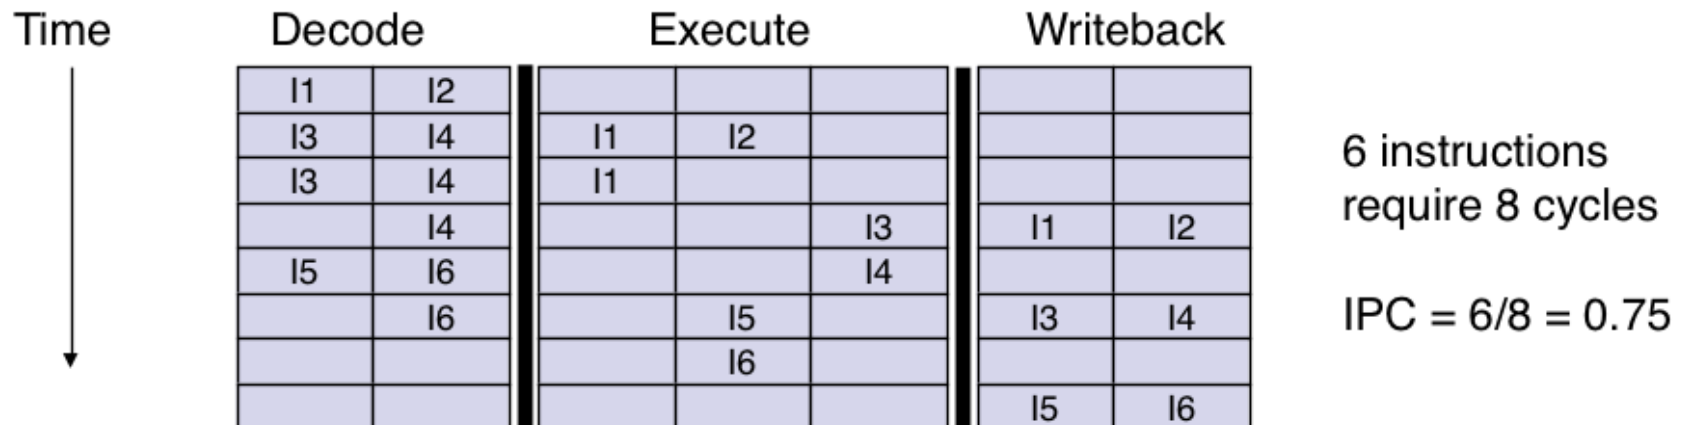 Time Decode Execute Writeback
I1 I2
I3 I4 I1 I2
I3 I4 I1
I4 I3 I1 I2
I5 I6 I4
I6 I5 I3 I4
I6
I5 I6
6 instructions
require 8 cycles
IPC = 6/8 = 0.75